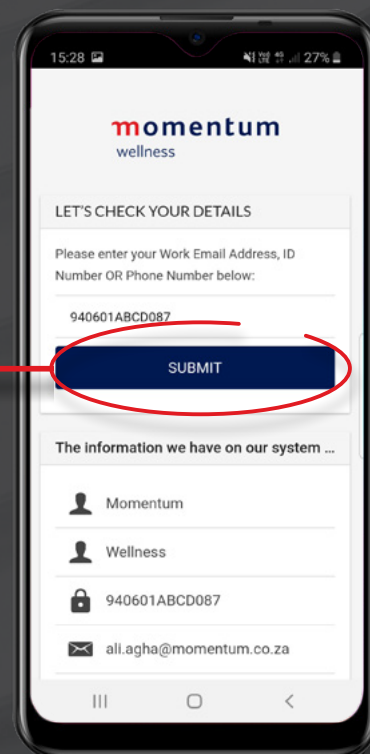 15:28
27%
momentum
wellness
LET'S CHECK YOUR DETAILS
Please enter your Work Email Address, ID
Number OR Phone Number below:
940601ABCD087
SUBMIT
The information we have on our system ...
Momentum
Wellness
940601ABCD087
ali.agha@momentum.co.za